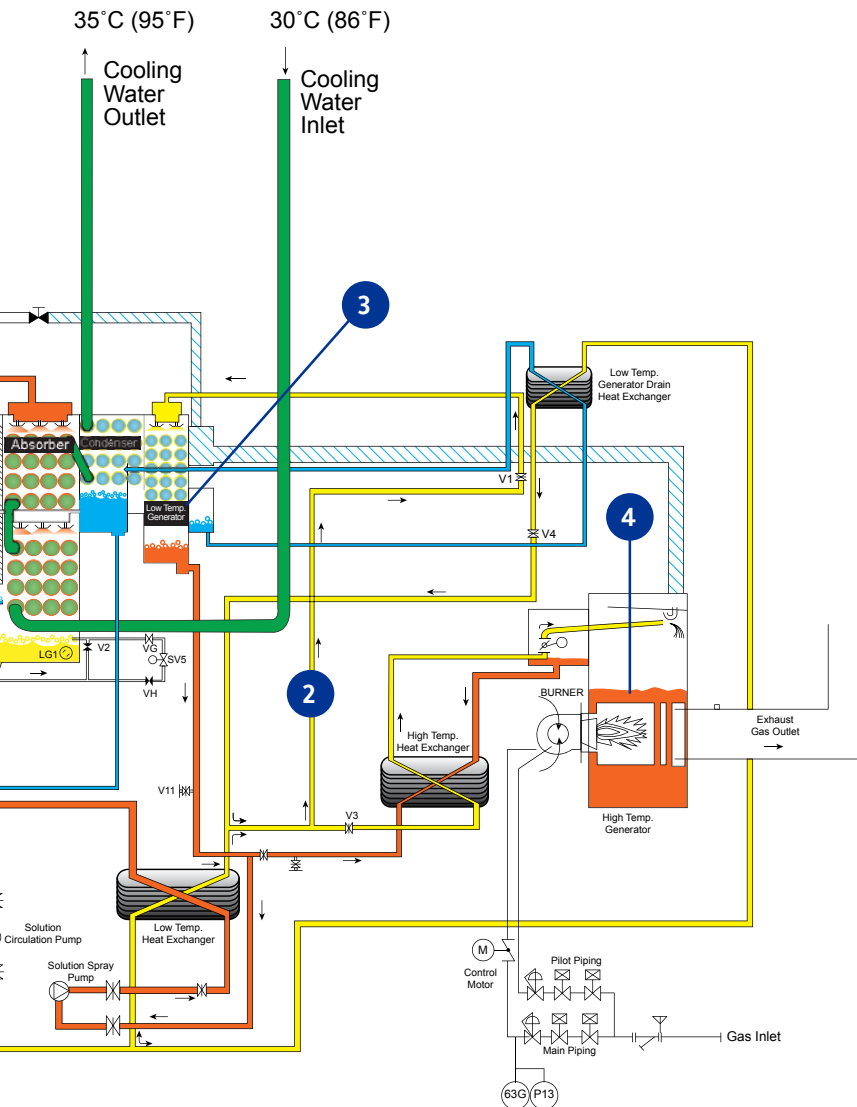 35˚C (95˚F)
30˚C (86˚F)
Cooling
Water
Outlet
Cooling
Water
Inlet
3
Low Temp.
Generator Drain
Heat Exchanger
Absorber
Condenser
V1
Low Temp.
Generator
4
V4
LG1
V2
VG
SV5
VH
2
BURNER
High Temp.
Heat Exchanger
Exhaust
Gas Outlet
V11
V3
High Temp.
Generator
Solution
Circulation Pump
Low Temp.
Heat Exchanger
Solution Spray
Pump
M
Control
Motor
Pilot Piping
Main Piping
Gas Inlet
63G
P13